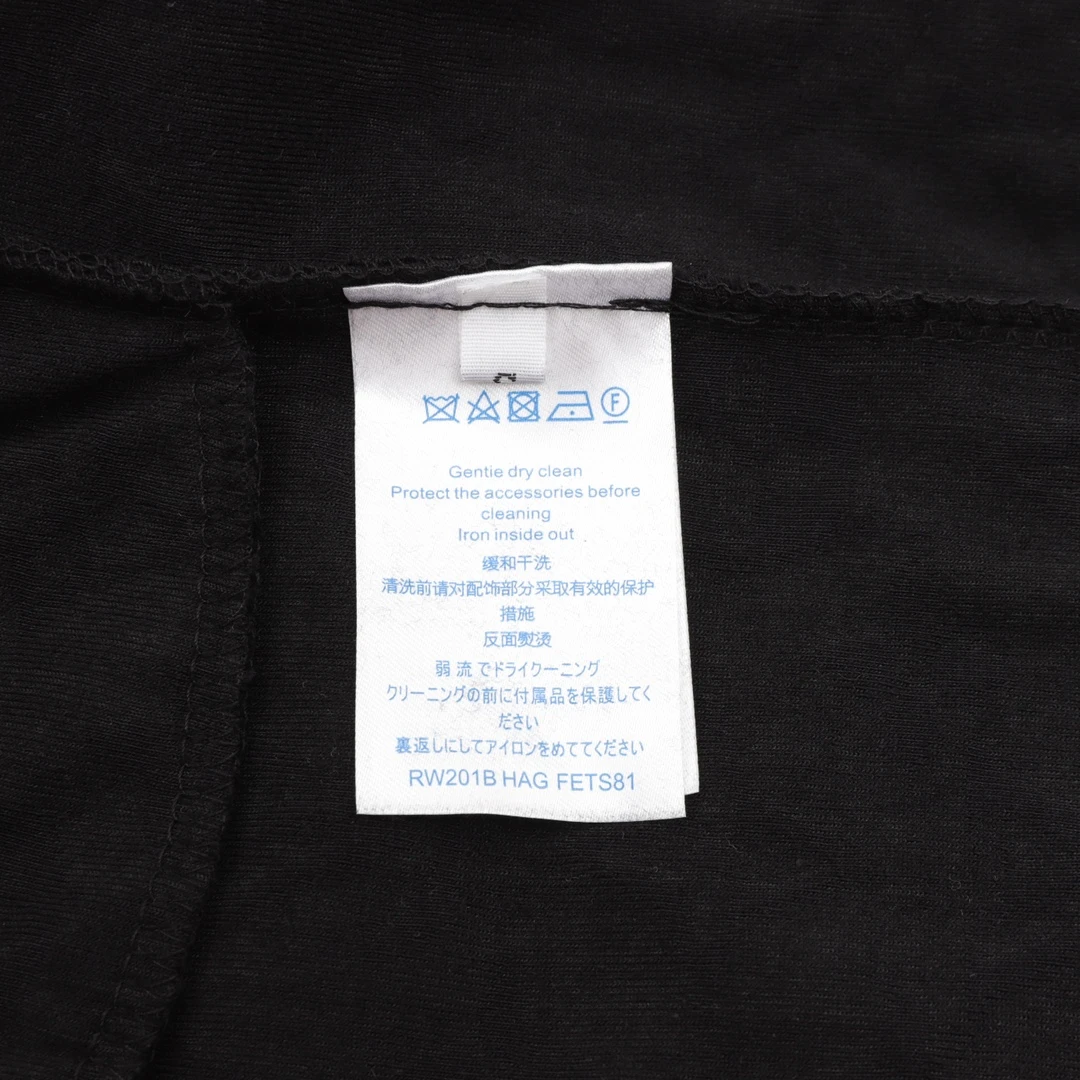 F
Gentie dry clean
Protect the accessories before
cleaning
Iron inside out
缓和干洗
清洗前请对配饰部分采取有效的保护
措施
反面熨烫
弱 流 でドライクーニング
クリーニングの前に付属品を保護してく
ださい
裏返しにしてアイロンをめててください
RW201B HAG FETS81